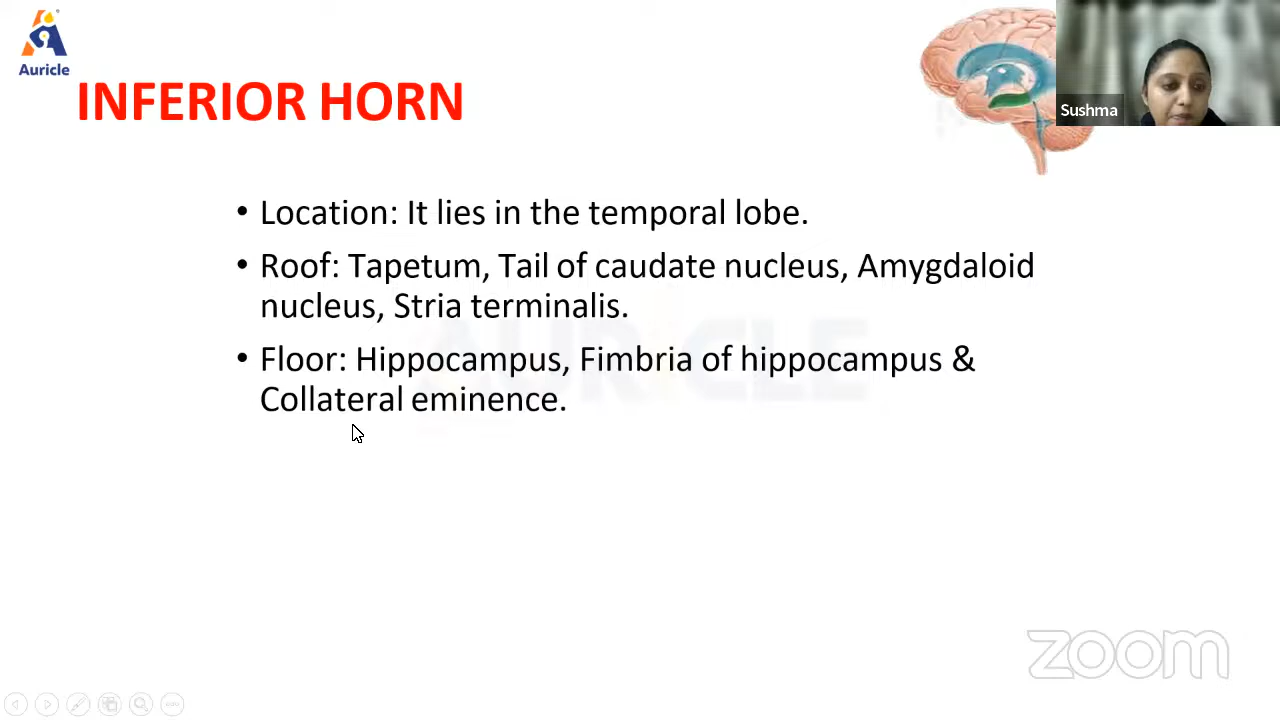 Auricle
INFERIOR HORN
Sushma
• Location: It lies in the temporal lobe.
• Roof: Tapetum, Tail of caudate nucleus, Amygdaloid
nucleus, Stria terminalis.
• Floor: Hippocampus, Fimbria of hippocampus &
Collateral eminence.
AURICLE
zoom